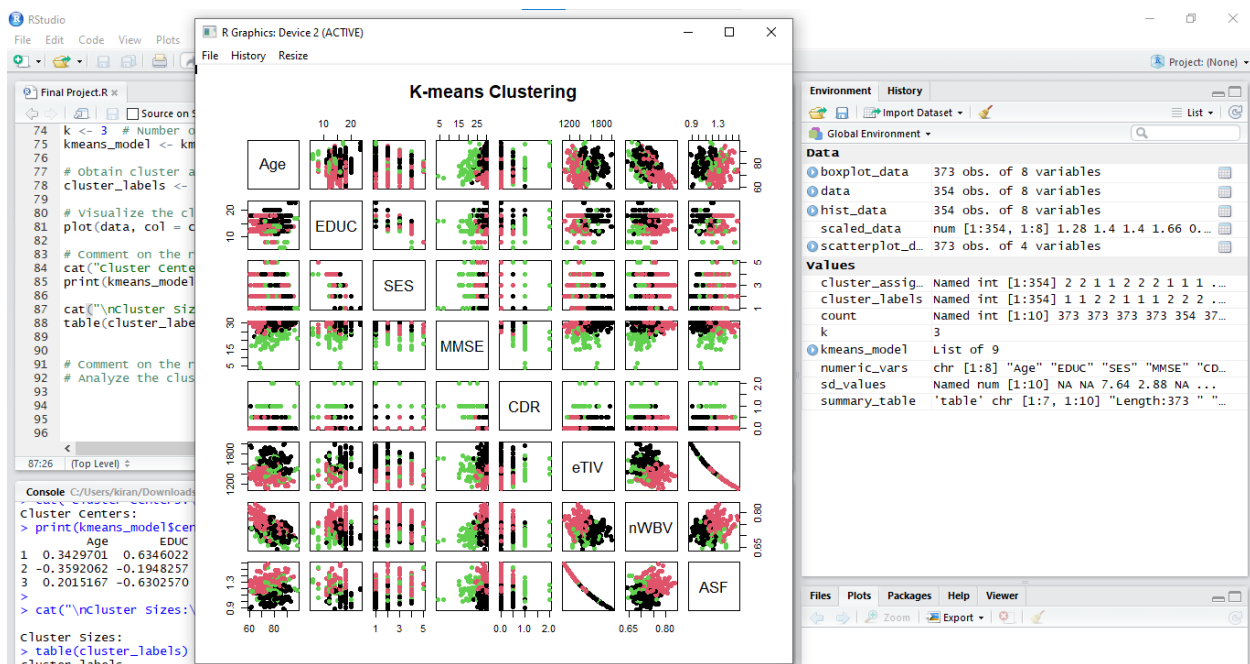 RStudio
File Edit Code View Plots
Project: (None)
Final Project.R
Source on S
74 k <- 3 # Number o
75 kmeans_model <- km
76
77 # Obtain cluster a
78 cluster_labels <-
79
80 # Visualize the cl
81 plot(data, col = c
82
83 # Comment on the r
84 cat("Cluster Cente
85 print(kmeans_model
86
87 cat("\nCluster Siz
88 table(cluster_labe
89
90
91 # Comment on the r
92 # Analyze the clus
93
94
95
96
87:26 (Top Level)
Console C:/Users/kiran/Downloads
> cat("Cluster Centers:\
Cluster Centers:
> print(kmeans_model$cen
Age EDUC
1 0.3429701 0.6346022
2 -0.3592062 -0.1948257
3 0.2015167 -0.6302570
>
> cat("\nCluster Sizes:\
Cluster Sizes:
> table(cluster_labels)
cluster_labels
R Graphics: Device 2 (ACTIVE)
File History Resize
K-means Clustering
10 20 5 15 25 1200 1800 0.9 1.3
Age
60 80
EDUC
10 20
SES
1 3 5
MMSE
5 15 30
CDR
0.0 1.0 2.0
eTIV
1200 1800
nWBV
0.65 0.80
ASF
0.9 1.3
60 80 1 3 5 0.0 1.0 2.0 0.65 0.80
Environment History
Import Dataset List
Global Environment
Data
boxplot_data 373 obs. of 8 variables
data 354 obs. of 8 variables
hist_data 354 obs. of 8 variables
scaled_data num [1:354, 1:8] 1.28 1.4 1.4 1.66 0...
scatterplot_d… 373 obs. of 4 variables
Values
cluster_assig… Named int [1:354] 2 2 1 1 2 2 2 1 1 1 ...
cluster_labels Named int [1:354] 1 1 2 2 1 1 1 2 2 2 ...
count Named int [1:10] 373 373 373 373 354 37…
k 3
kmeans_model List of 9
numeric_vars chr [1:8] "Age" "EDUC" "SES" "MMSE" "CD…
sd_values Named num [1:10] NA NA 7.64 2.88 NA ...
summary_table 'table' chr [1:7, 1:10] "Length:373 " "…
Files Plots Packages Help Viewer
Zoom Export